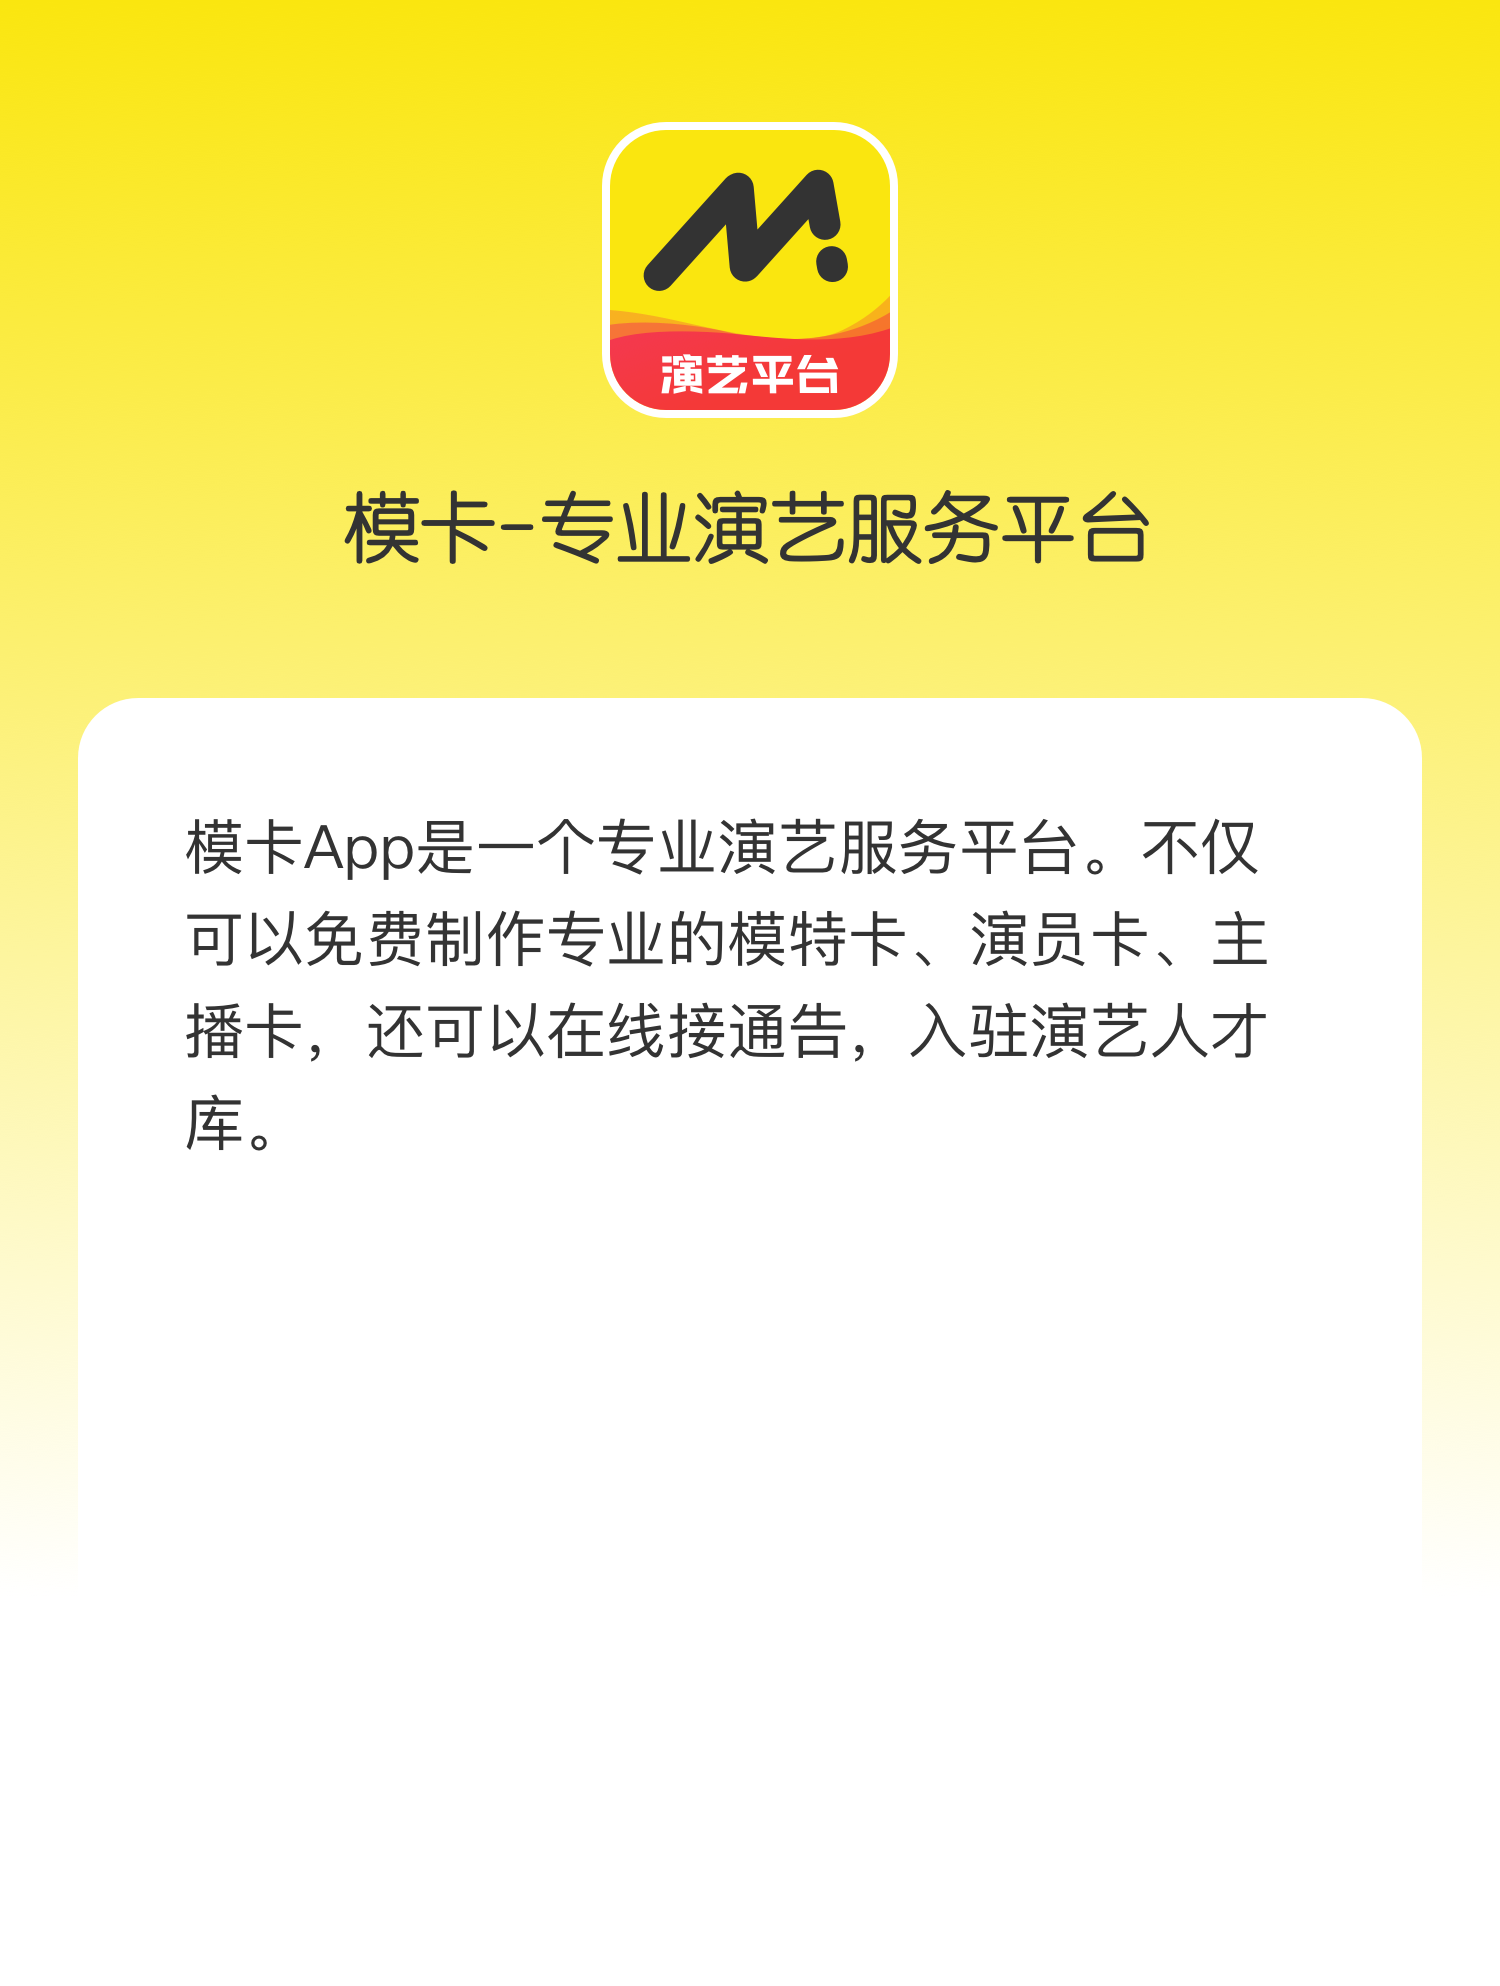 演艺平台
模卡-专业演艺服务平台
模卡App是一个专业演艺服务平台。不仅
可以免费制作专业的模特卡、演员卡、主
播卡，还可以在线接通告，入驻演艺人才
库。